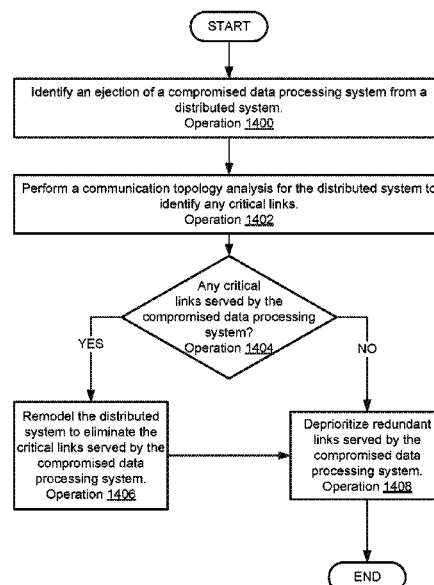 START
Identify an ejection of a compromised data processing system from a
distributed system.
Operation 1400
Perform a communication topology analysis for the distributed system to
identify any critical links.
Operation 1402
Any critical
links served by the
compromised data processing
system?
Operation 1404
YES
NO
Remodel the distributed
system to eliminate the
critical links served by the
compromised data
processing system.
Operation 1406
Deprioritize redundant
links served by the
compromised data
processing system.
Operation 1408
END